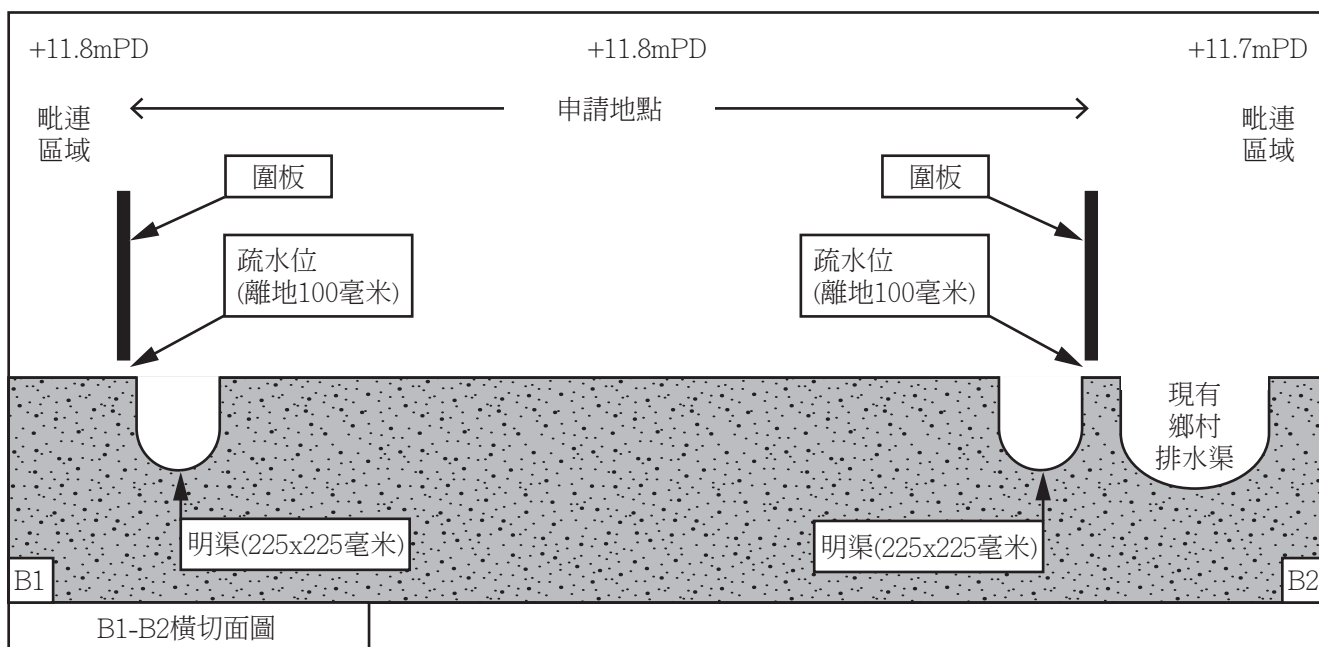 +11.8mPD
+11.8mPD
+11.7mPD
毗連
區域
申請地點
毗連
區域
圍板
圍板
疏水位
(離地100毫米)
疏水位
(離地100毫米)
現有
鄉村
排水渠
明渠(225x225毫米)
明渠(225x225毫米)
B1
B2
B1-B2橫切面圖